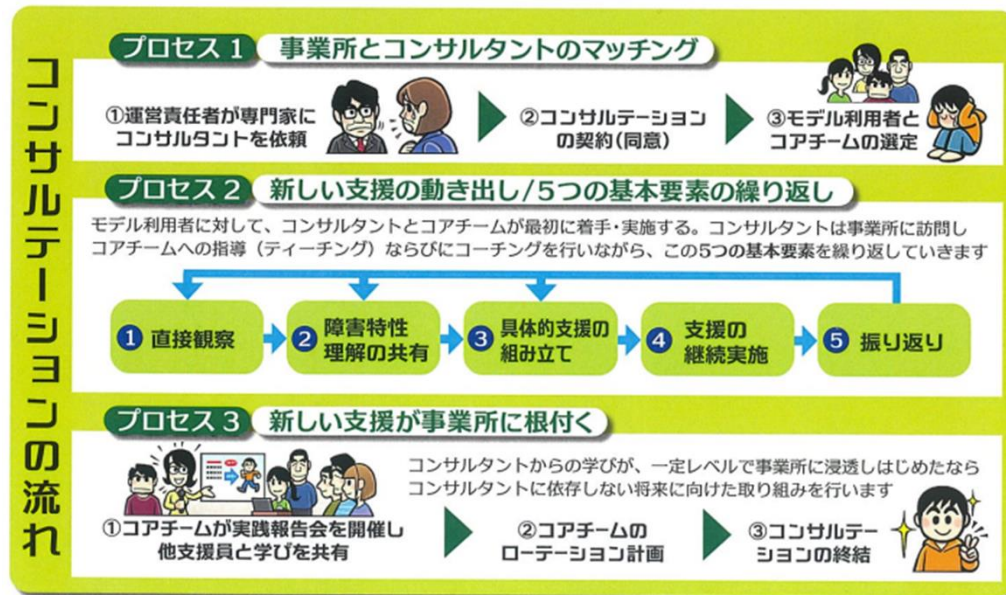 コンサルテーションの流れ
プロセス1 事業所とコンサルタントのマッチング
①運営責任者が専門家に
コンサルタントを依頼
②コンサルテーション
の契約(同意)
③モデル利用者と
コアチームの選定
プロセス2 新しい支援の動き出し/5つの基本要素の繰り返し
モデル利用者に対して、コンサルタントとコアチームが最初に着手・実施する。コンサルタントは事業所に訪問し
コアチームへの指導（ティーチング）ならびにコーチングを行いながら、この5つの基本要素を繰り返していきます
❶ 直接観察
❷ 障害特性
理解の共有
❸ 具体的支援の
組み立て
❹ 支援の
継続実施
❺ 振り返り
プロセス3 新しい支援が事業所に根付く
コンサルタントからの学びが、一定レベルで事業所に浸透しはじめたなら
コンサルタントに依存しない将来に向けた取り組みを行います
①コアチームが実践報告会を開催し
他支援員と学びを共有
②コアチームの
ローテーション計画
③コンサルテー
ションの終結